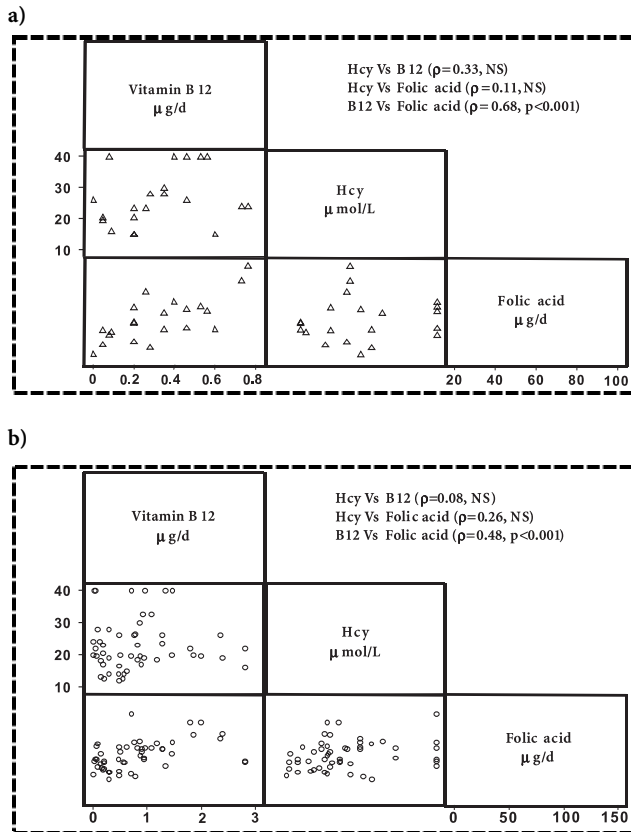 a)
Vitamin B 12
μ g/d
Hcy Vs B 12 (ρ=0.33, NS)
Hcy Vs Folic acid (ρ=0.11, NS)
B12 Vs Folic acid (ρ=0.68, p<0.001)
40
30
20
10
Hcy
μ mol/L
Folic acid
μ g/d
0 0.2 0.4 0.6 0.8 20 40 60 80 100
b)
Vitamin B 12
μ g/d
Hcy Vs B12 (ρ=0.08, NS)
Hcy Vs Folic acid (ρ=0.26, NS)
B12 Vs Folic acid (ρ=0.48, p<0.001)
40
30
20
10
Hcy
μ mol/L
Folic acid
μ g/d
0 1 2 3 0 50 100 150